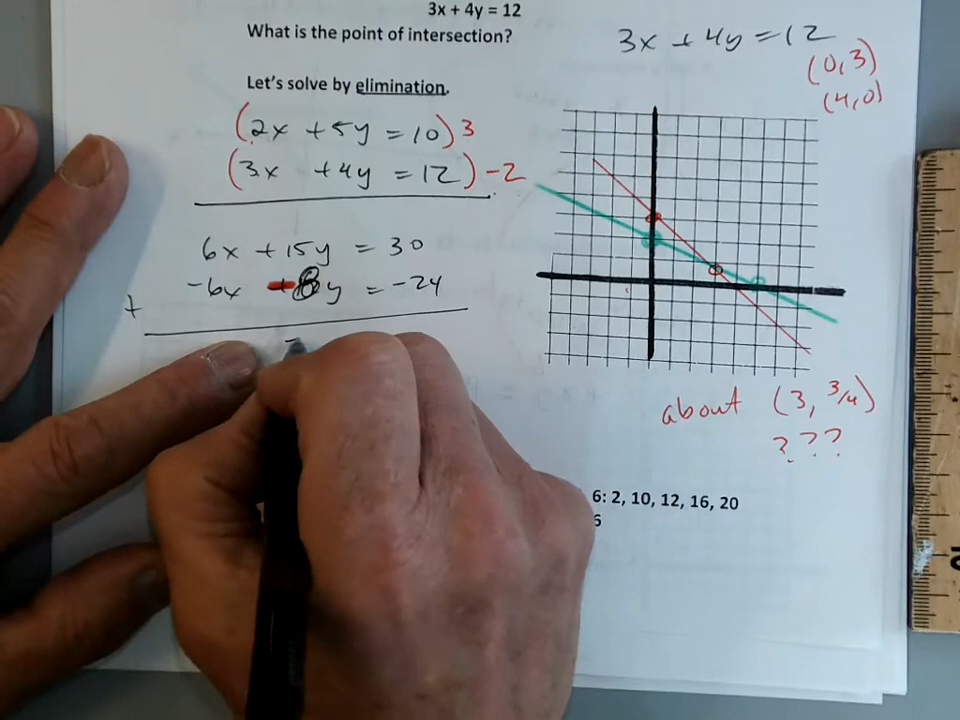 3x + 4y = 12
What is the point of intersection?
3x + 4y = 12
(0,3)
(4,0)
Let's solve by elimination.
(2x + 5y = 10)3
(3x + 4y = 12)-2
6x + 15y = 30
-6x - 8y = -24
+
about (3, 3/4)
???
6: 2, 10, 12, 16, 20